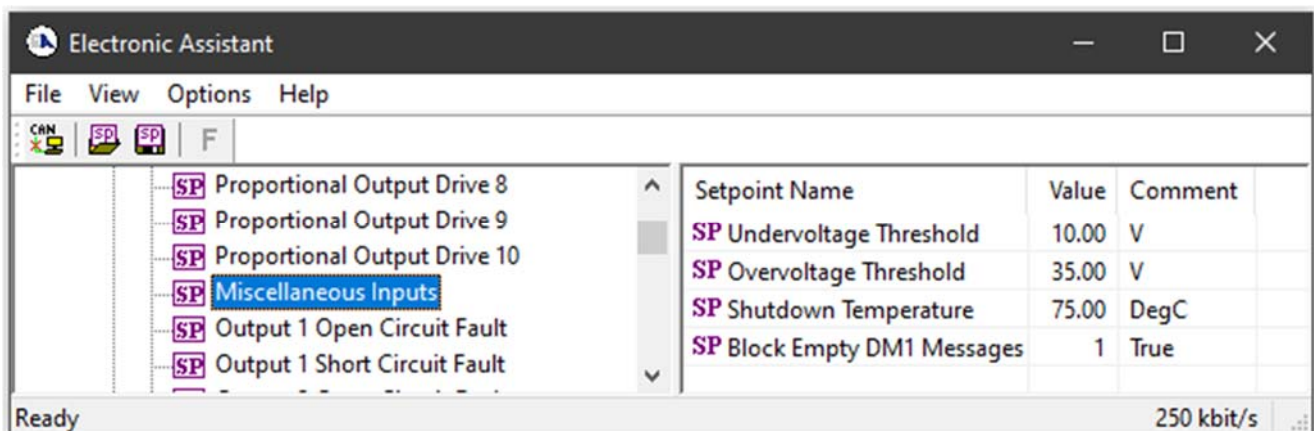 Electronic Assistant
File View Options Help
CAN SP SP F
SP Proportional Output Drive 8
SP Proportional Output Drive 9
SP Proportional Output Drive 10
SP Miscellaneous Inputs
SP Output 1 Open Circuit Fault
SP Output 1 Short Circuit Fault
Setpoint Name Value Comment
SP Undervoltage Threshold 10.00 V
SP Overvoltage Threshold 35.00 V
SP Shutdown Temperature 75.00 DegC
SP Block Empty DM1 Messages 1 True
Ready 250 kbit/s